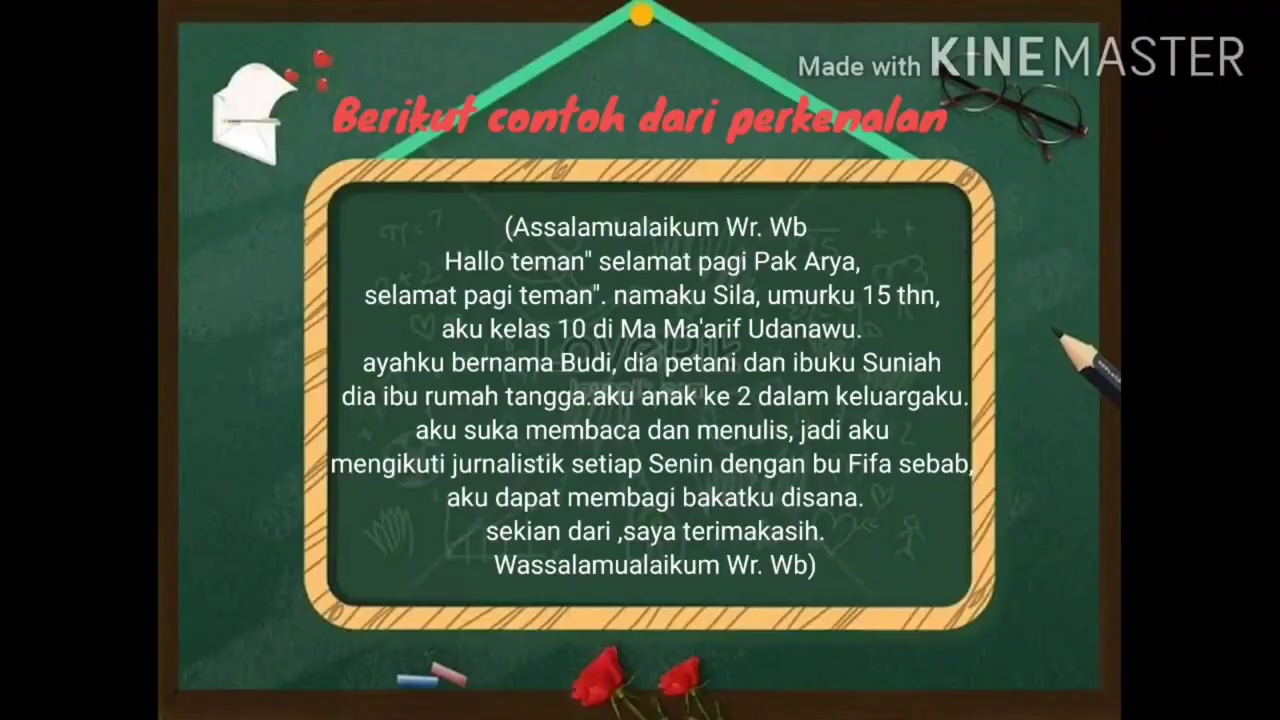 Made with KINEMASTER
Berikut contoh dari perkenalan
(Assalamualaikum Wr. Wb
Hallo teman" selamat pagi Pak Arya,
selamat pagi teman". namaku Sila, umurku 15 thn,
aku kelas 10 di Ma Ma'arif Udanawu.
ayahku bernama Budi, dia petani dan ibuku Suniah
dia ibu rumah tangga.aku anak ke 2 dalam keluargaku.
aku suka membaca dan menulis, jadi aku
mengikuti jurnalistik setiap Senin dengan bu Fifa sebab,
aku dapat membagi bakatku disana.
sekian dari ,saya terimakasih.
Wassalamualaikum Wr. Wb)